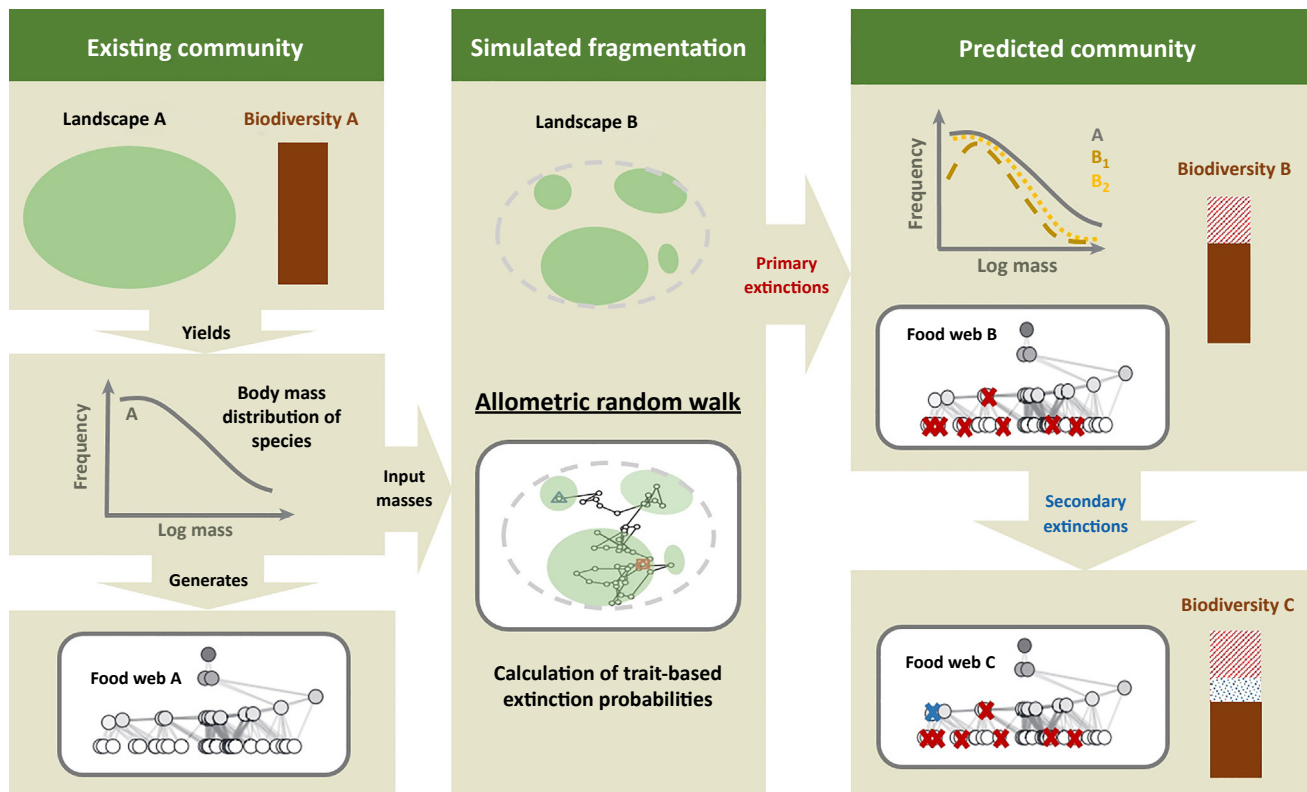 Existing community
Landscape A
Biodiversity A
Yields
Frequency
A
Body mass
distribution of
species
Log mass
Input
masses
Generates
Food web A
Simulated fragmentation
Landscape B
Allometric random walk
Calculation of trait-based
extinction probabilities
Primary
extinctions
Predicted community
Frequency
A
B1
B2
Log mass
Biodiversity B
Food web B
Secondary
extinctions
Biodiversity C
Food web C